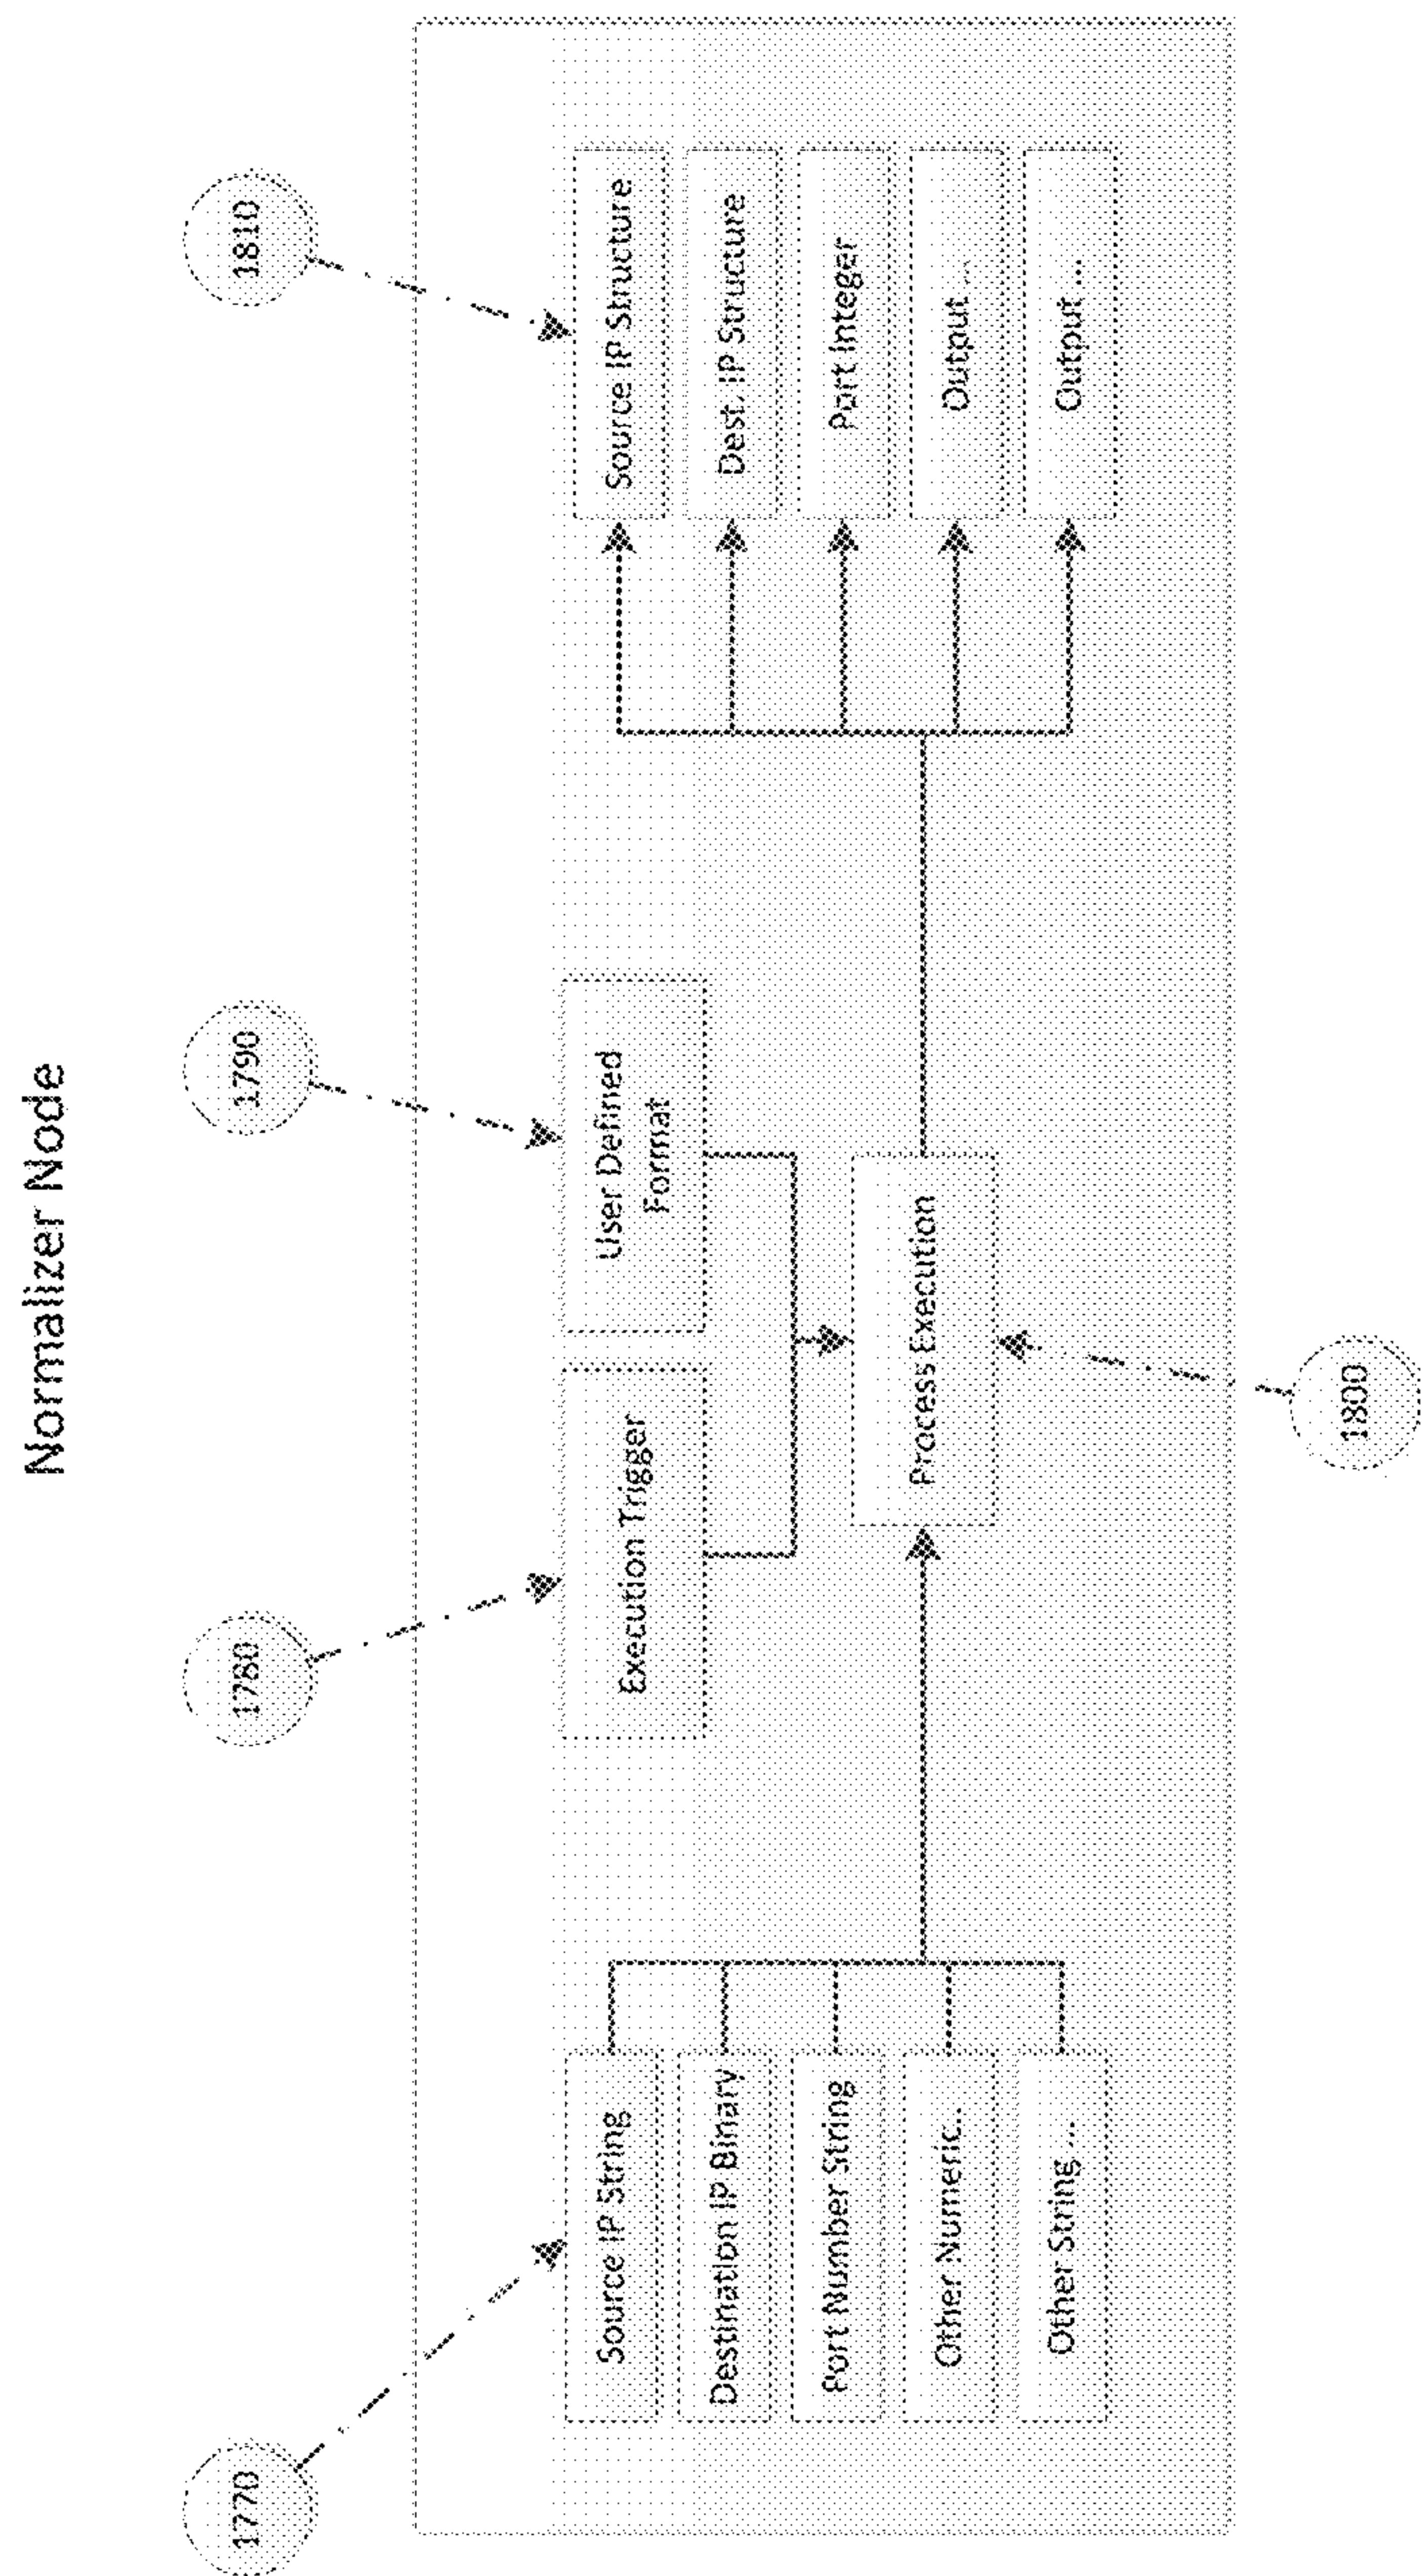 Normalizer Node
1770
1780
1790
1810
Source IP String
Destination IP Binary
Port Number String
Other Numeric..
Other String ...
Execution Trigger
User Defined
Format
Process Execution
Source IP Structure
Dest. IP Structure
Port Integer
Output ...
Output ...
1800